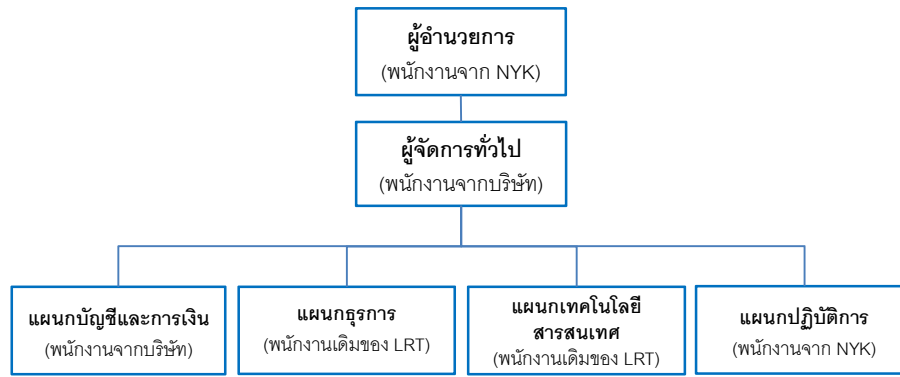 ผู้อำนวยการ
(พนักงานจาก NYK)
ผู้จัดการทั่วไป
(พนักงานจากบริษัท)
แผนกบัญชีและการเงิน
(พนักงานจากบริษัท)
แผนกธุรการ
(พนักงานเดิมของ LRT)
แผนกเทคโนโลยี
สารสนเทศ
(พนักงานเดิมของ LRT)
แผนกปฏิบัติการ
(พนักงานจาก NYK)